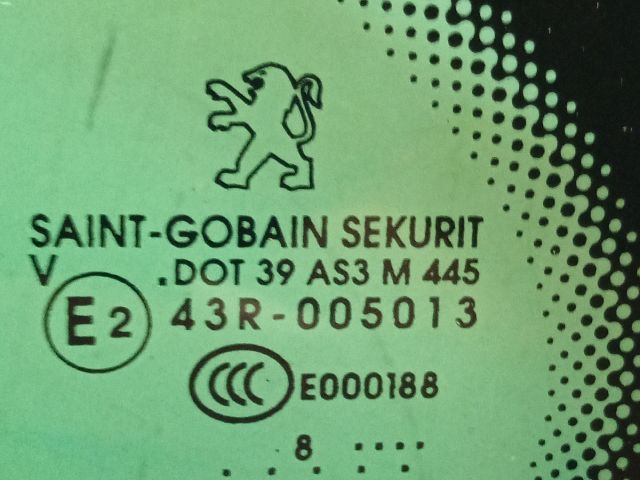 SAINT-GOBAIN SEKURIT
V .DOT 39 AS3 M 445
E2 43R-005013
CCC E000188
8